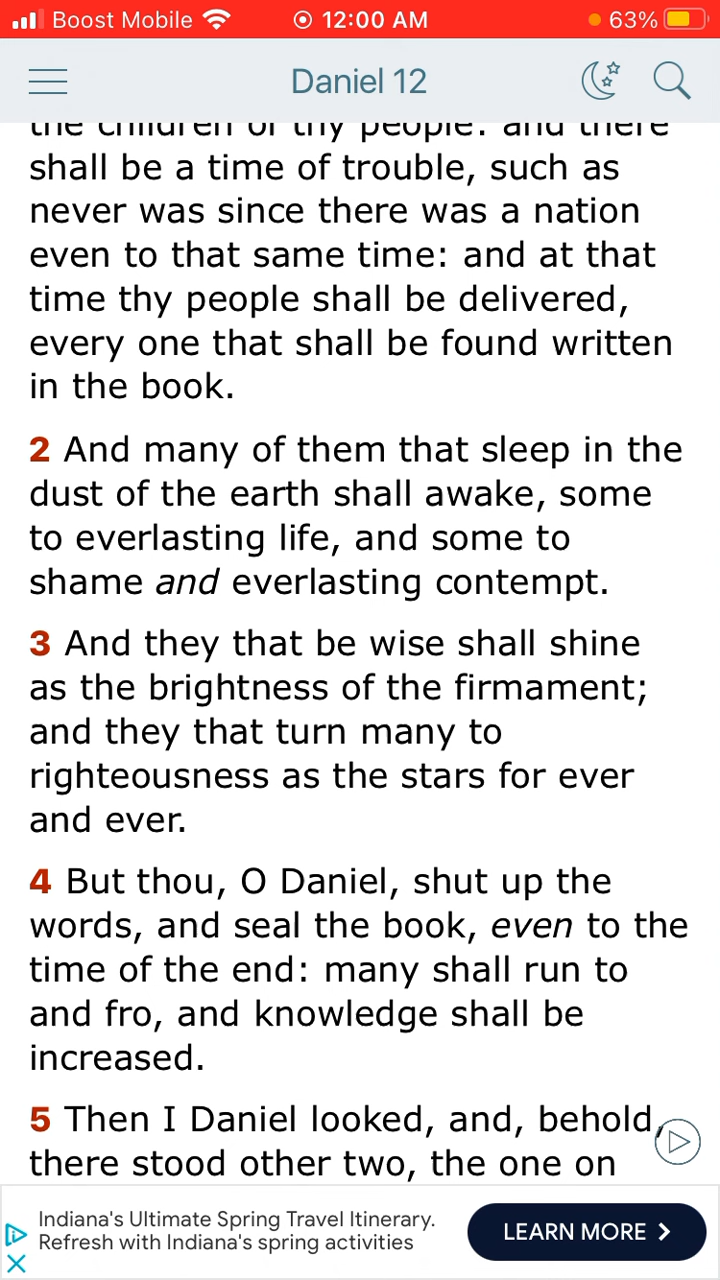 Boost Mobile 12:00 AM 63%
Daniel 12
the children of thy people: and there
shall be a time of trouble, such as
never was since there was a nation
even to that same time: and at that
time thy people shall be delivered,
every one that shall be found written
in the book.
2 And many of them that sleep in the
dust of the earth shall awake, some
to everlasting life, and some to
shame and everlasting contempt.
3 And they that be wise shall shine
as the brightness of the firmament;
and they that turn many to
righteousness as the stars for ever
and ever.
4 But thou, O Daniel, shut up the
words, and seal the book, even to the
time of the end: many shall run to
and fro, and knowledge shall be
increased.
5 Then I Daniel looked, and, behold,
there stood other two, the one on
Indiana's Ultimate Spring Travel Itinerary.
Refresh with Indiana's spring activities
LEARN MORE